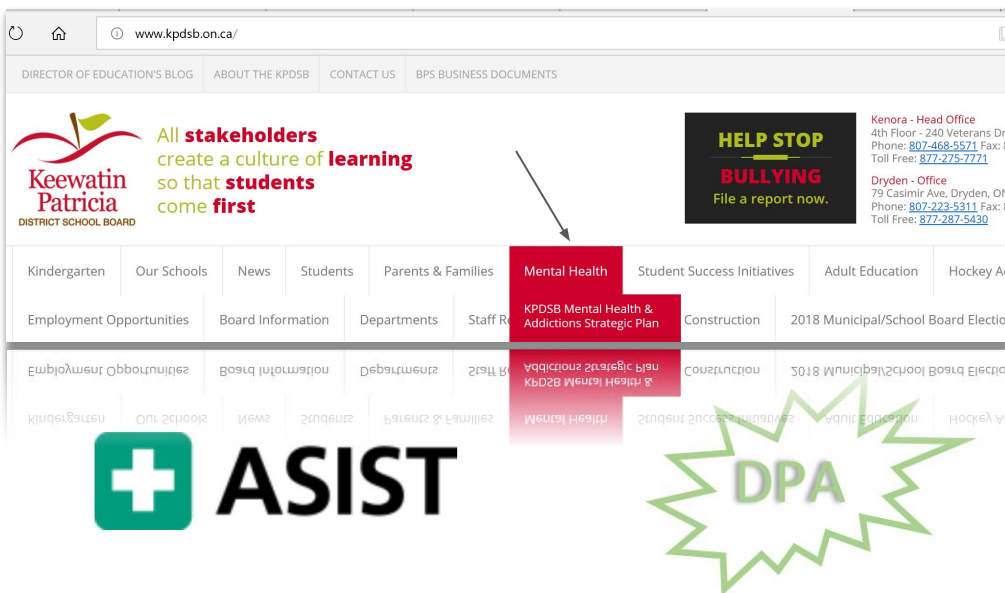 www.kpdsb.on.ca/
DIRECTOR OF EDUCATION'S BLOG ABOUT THE KPDSB CONTACT US BPS BUSINESS DOCUMENTS
Keewatin
Patricia
DISTRICT SCHOOL BOARD
All stakeholders
create a culture of learning
so that students
come first
HELP STOP
BULLYING
File a report now.
Kenora - Head Office
4th Floor - 240 Veterans
Phone: 807-468-5571 Fax:
Toll Free: 877-275-7771
Dryden - Office
79 Casimir Ave, Dryden,
Phone: 807-223-5311 Fax:
Toll Free: 877-287-5430
Kindergarten Our Schools News Students Parents & Families Mental Health Student Success Initiatives Adult Education Hockey
KPDSB Mental Health &
Addictions Strategic Plan
Employment Opportunities Board Information Departments Staff Construction 2018 Municipal/School Board
ASIST
DPA